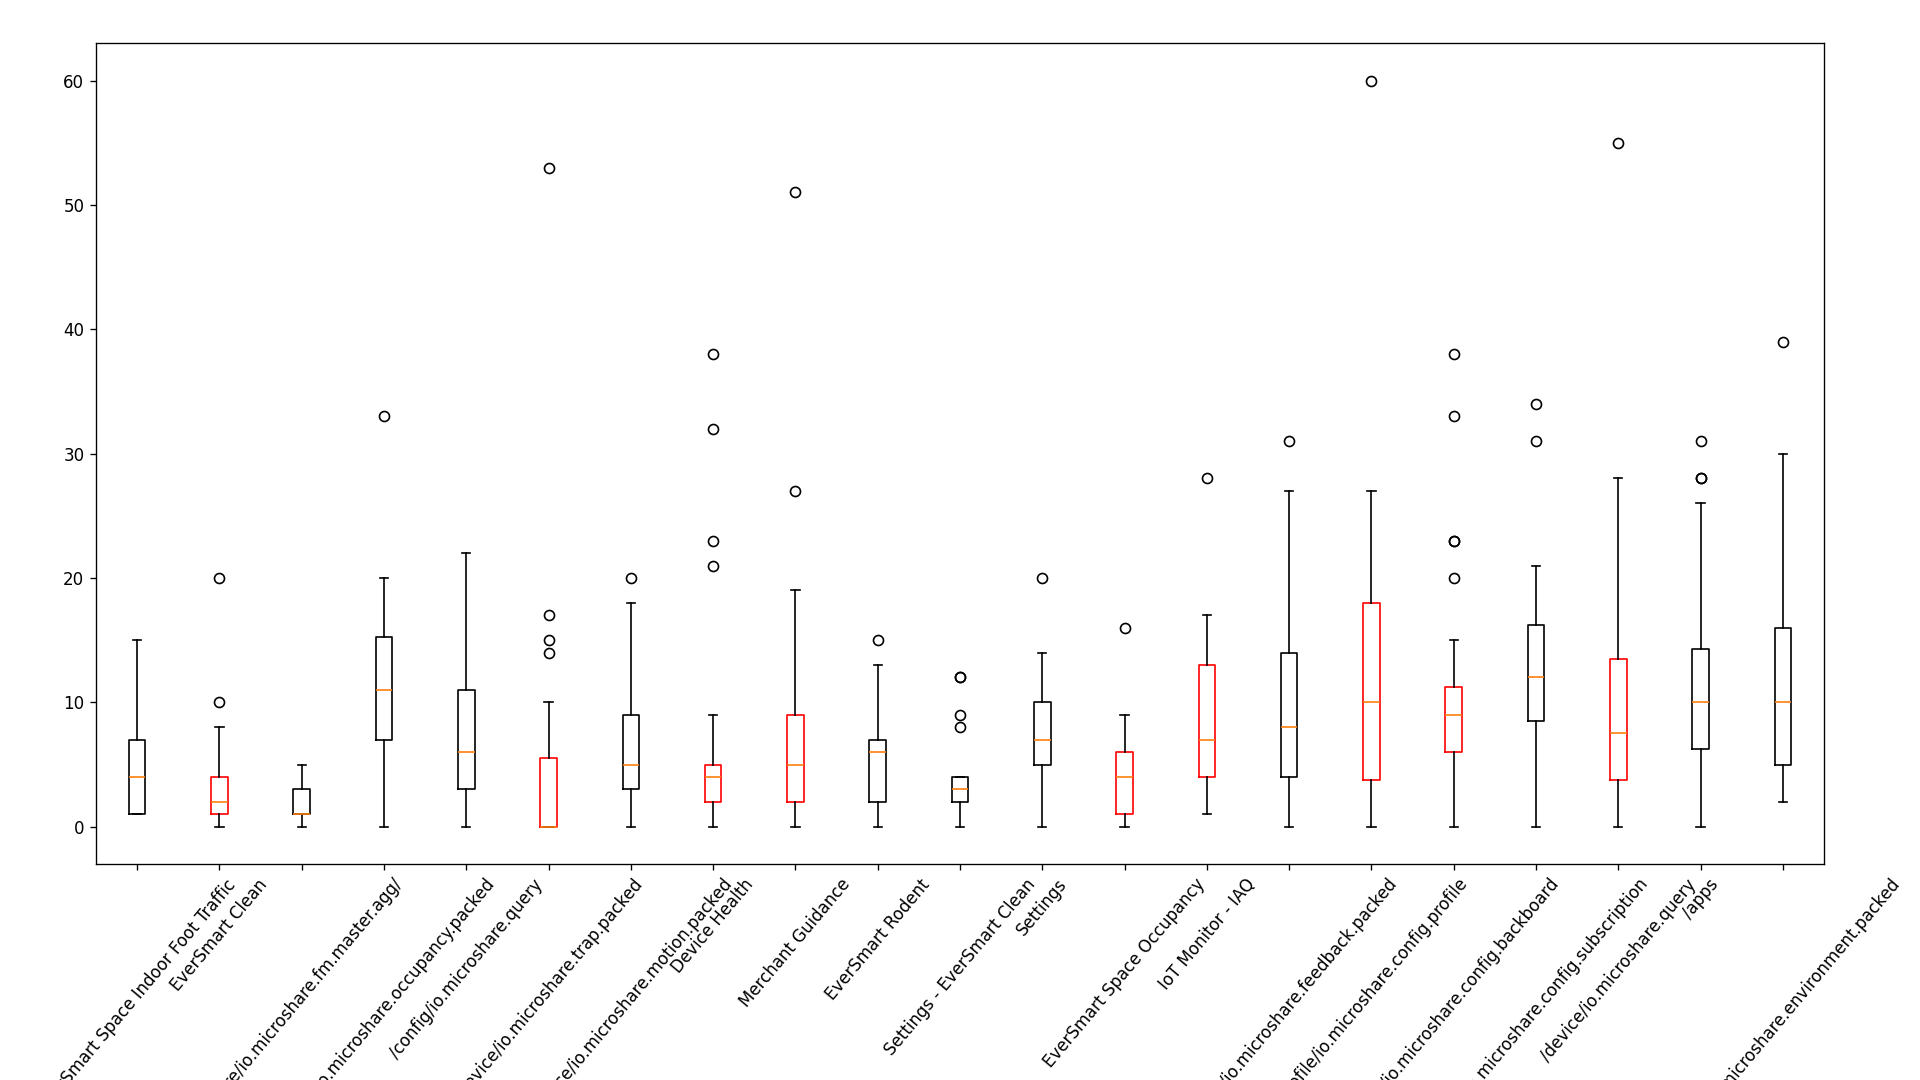 60
50
40
30
20
10
0
Smart Space Indoor Foot Traffic
EverSmart Clean
/io.microshare.fm.master.agg/
o.microshare.occupancy.packed
/config/io.microshare.query
evice/io.microshare.trap.packed
ce/io.microshare.motion.packed
Device Health
Merchant Guidance
EverSmart Rodent
Settings - EverSmart Clean
Settings
EverSmart Space Occupancy
IoT Monitor - IAQ
/io.microshare.feedback.packed
ofile/io.microshare.config.profile
/io.microshare.config.backboard
microshare.config.subscription
/device/io.microshare.query
/apps
microshare.environment.packed